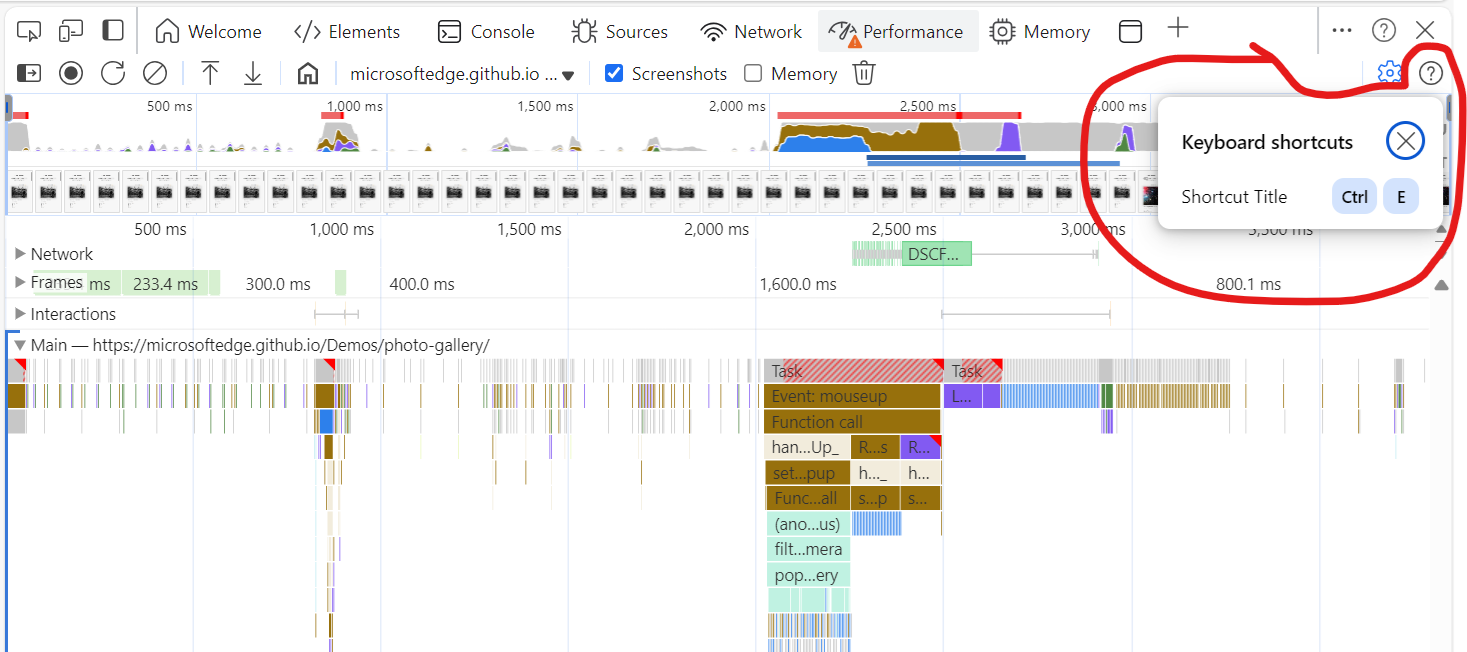 Welcome Elements Console Sources Network Performance Memory
microsoftedge.github.io ... Screenshots Memory
500 ms 1,000 ms 1,500 ms 2,000 ms 2,500 ms 3,000 ms
Keyboard shortcuts
Shortcut Title Ctrl E
500 ms 1,000 ms 1,500 ms 2,000 ms 2,500 ms 3,000 ms 3,500 ms
Network DSCF...
Frames ms 233.4 ms 300.0 ms 400.0 ms 1,600.0 ms 800.1 ms
Interactions
Main — https://microsoftedge.github.io/Demos/photo-gallery/
Task Task
Event: mouseup L...
Function call
han...Up_ R...s R...
set...pup h..._ h...
Func...all s...p s...
(ano...us)
filt...mera
pop...ery